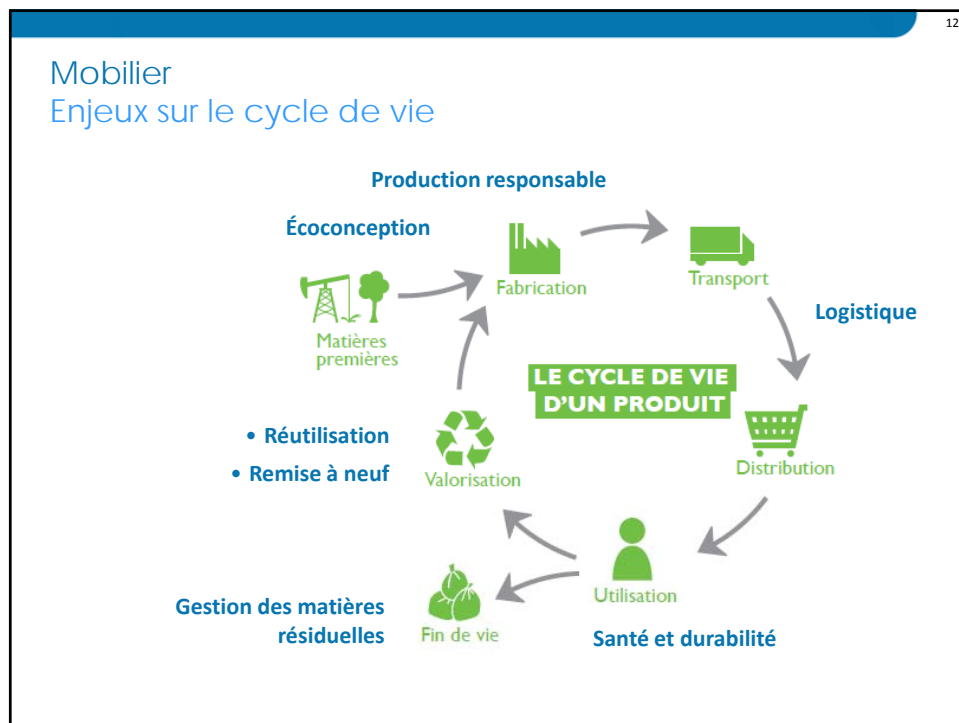 12
Mobilier
Enjeux sur le cycle de vie
Production responsable
Écoconception
Fabrication
Transport
Matières
premières
Logistique
LE CYCLE DE VIE
D'UN PRODUIT
• Réutilisation
• Remise à neuf
Valorisation
Distribution
Utilisation
Gestion des matières
résiduelles
Fin de vie
Santé et durabilité